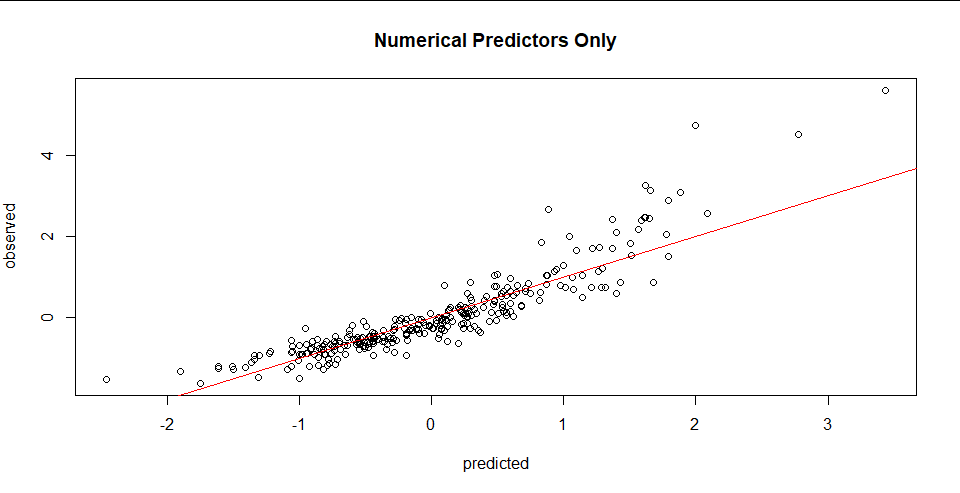 Numerical Predictors Only
observed
4
2
0
-2 -1 0 1 2 3
predicted